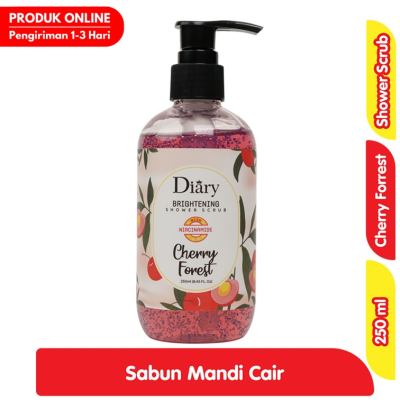 PRODUK ONLINE
Pengiriman 1-3 Hari
Diary
BRIGHTENING
SHOWER SCRUB
NIACINAMIDE
Cherry
Forest
Shower Scrub
Cherry Forrest
250 ml
Sabun Mandi Cair